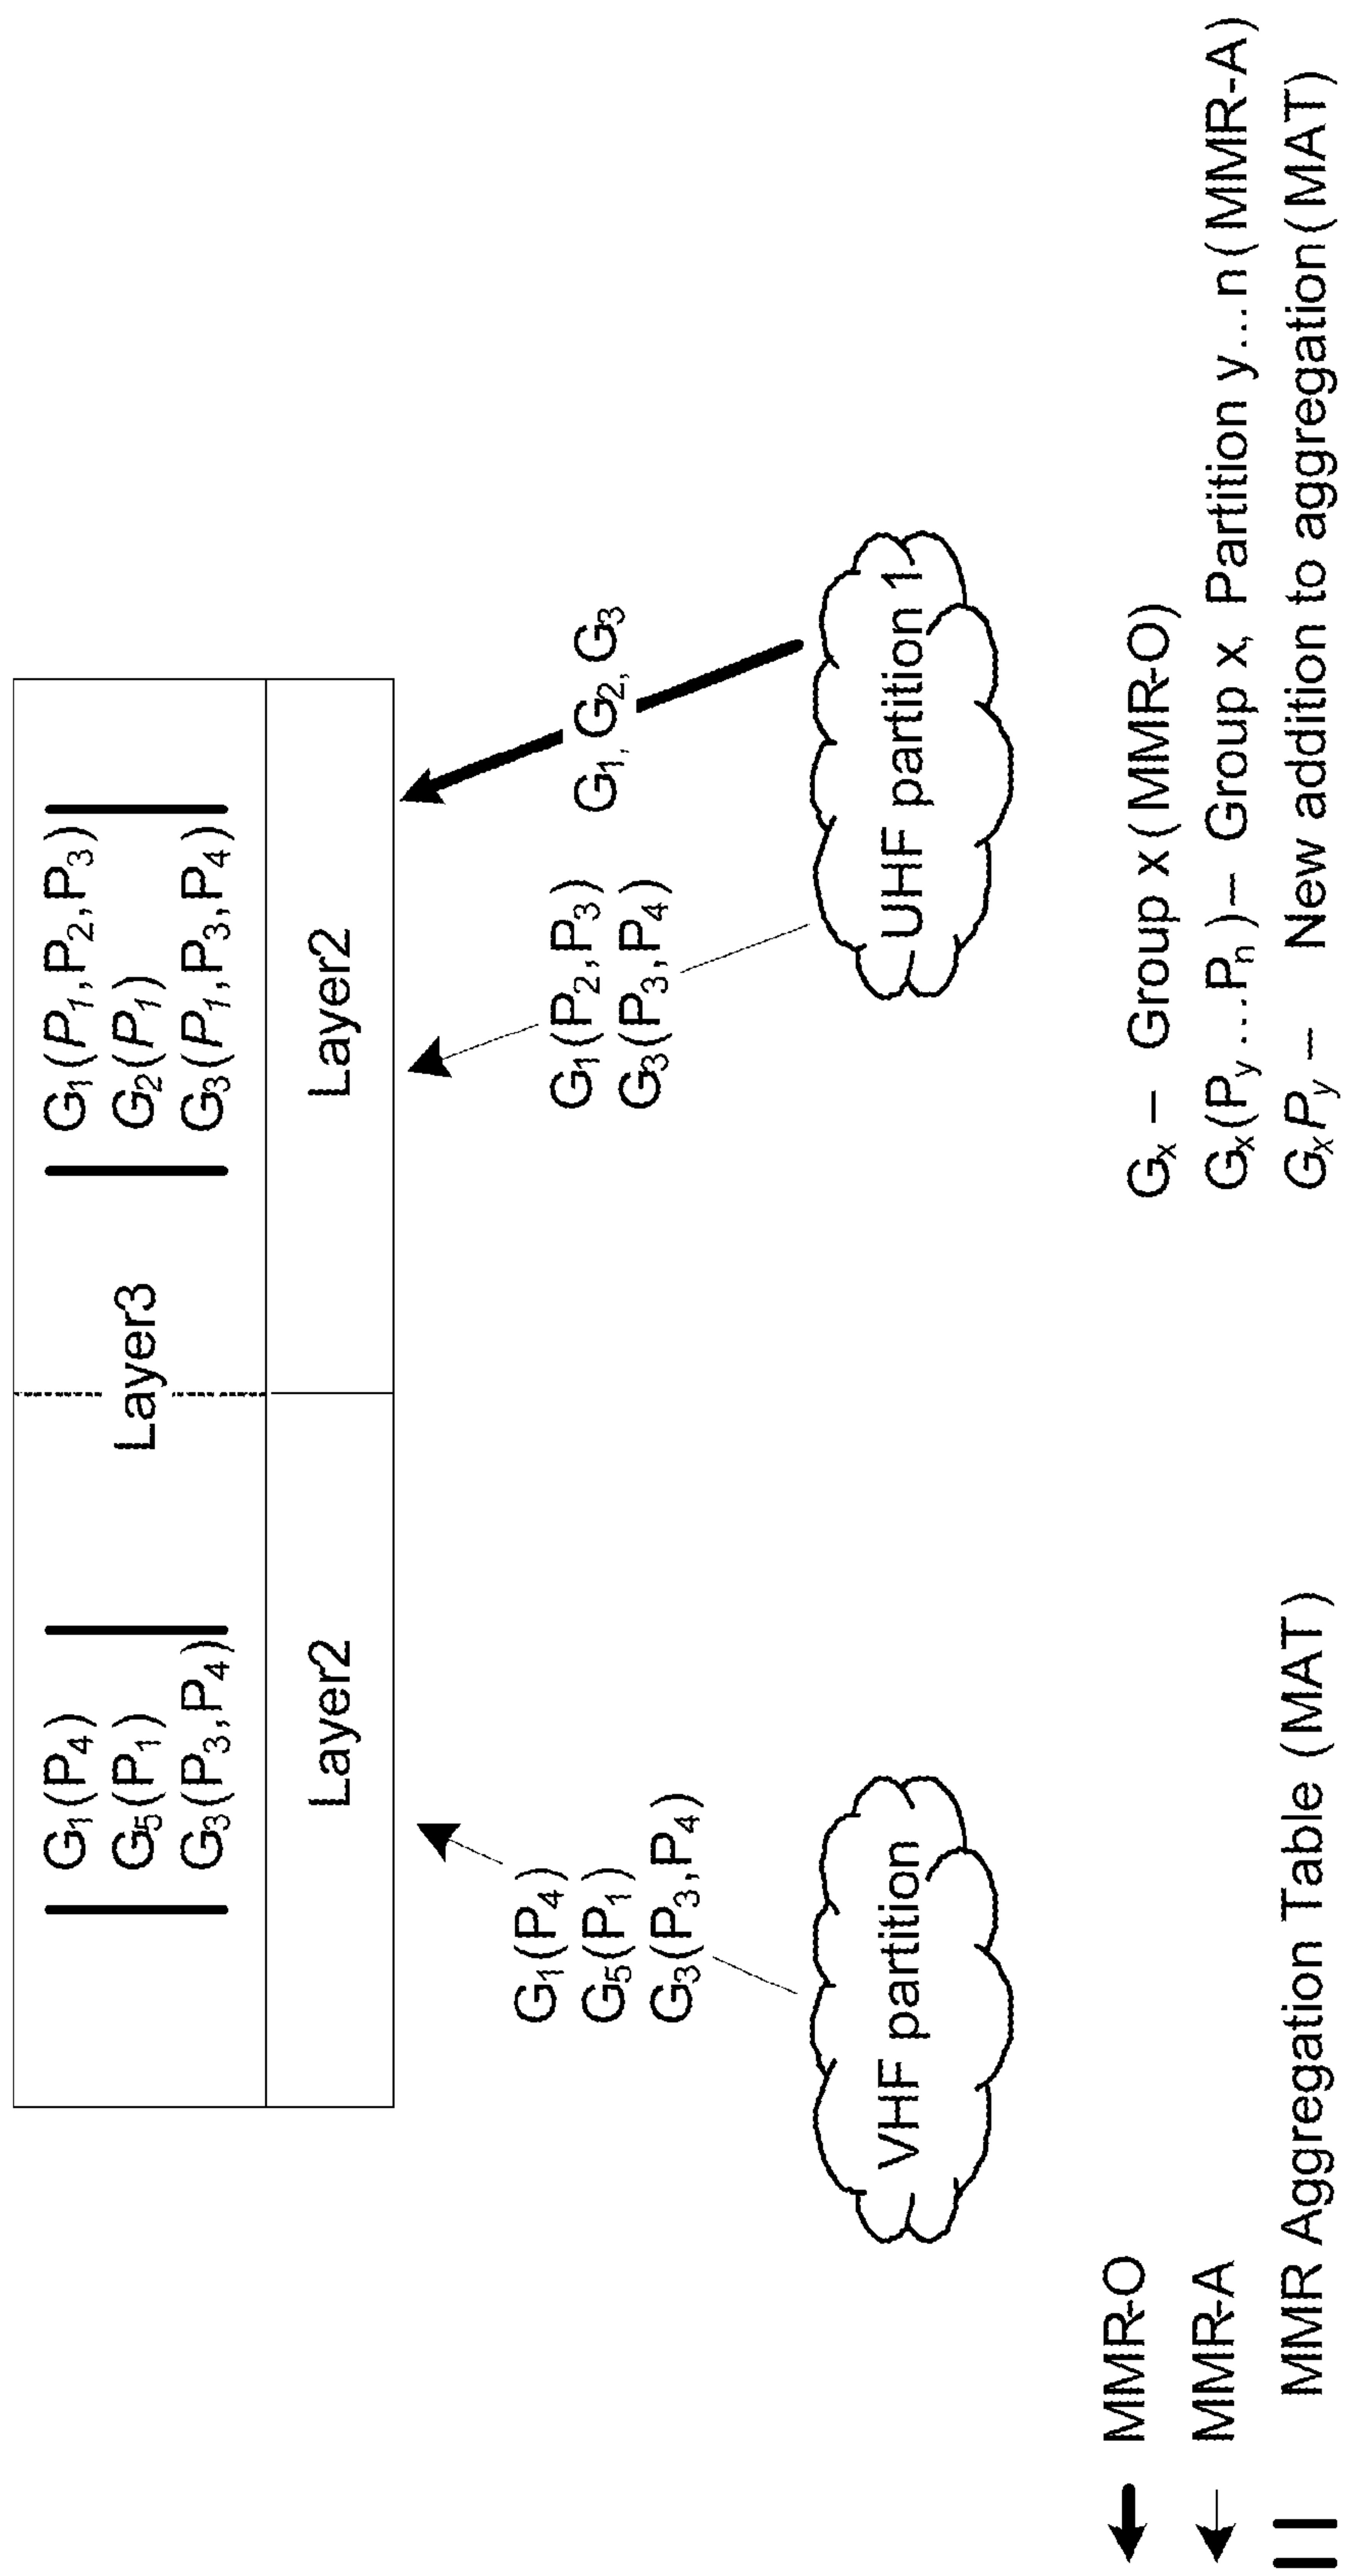 G₁(P₄)
G₅(P₁)
G₃(P₃,P₄)
Layer3
G₁(P₁,P₂,P₃)
G₂(P₁)
G₃(P₁,P₃,P₄)
Layer2
Layer2
G₁(P₄)
G₅(P₁)
G₃(P₃,P₄)
G₁(P₂,P₃)
G₃(P₃,P₄)
G₁, G₂, G₃
VHF partition
UHF partition 1
MMR-O
MMR-A
MMR Aggregation Table (MAT)
Gₓ – Group x (MMR-O)
Gₓ(Pᵧ...Pₙ) – Group x, Partition y...n (MMR-A)
GₓPᵧ – New addition to aggregation (MAT)